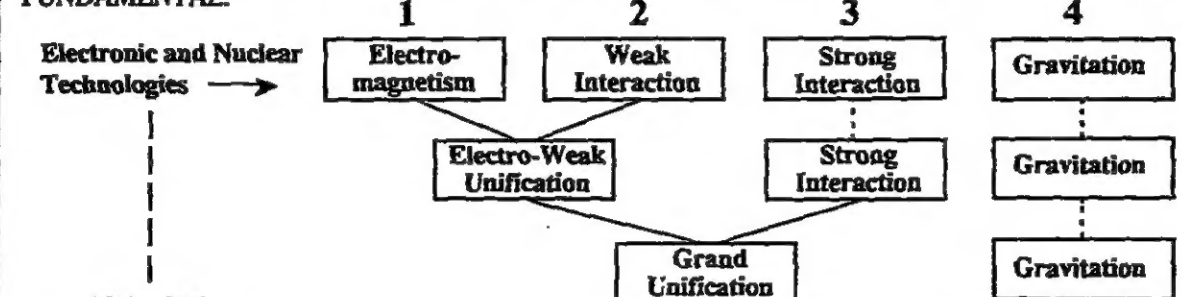 FUNDAMENTAL:
1 2 3 4
Electronic and Nuclear
Technologies
Electro-
magnetism
Weak
Interaction
Strong
Interaction
Gravitation
Electro-Weak
Unification
Strong
Interaction
Gravitation
Grand
Unification
Gravitation